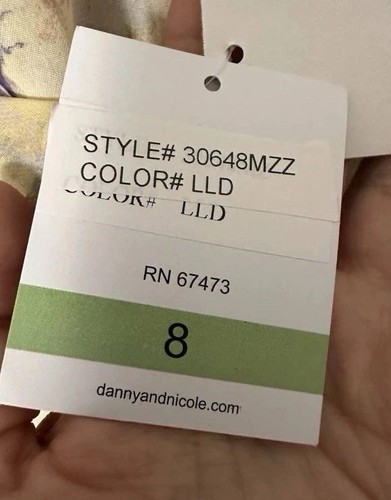 STYLE# 30648MZZ
COLOR# LLD
COLOR# LLD
RN 67473
8
dannyandnicole.com